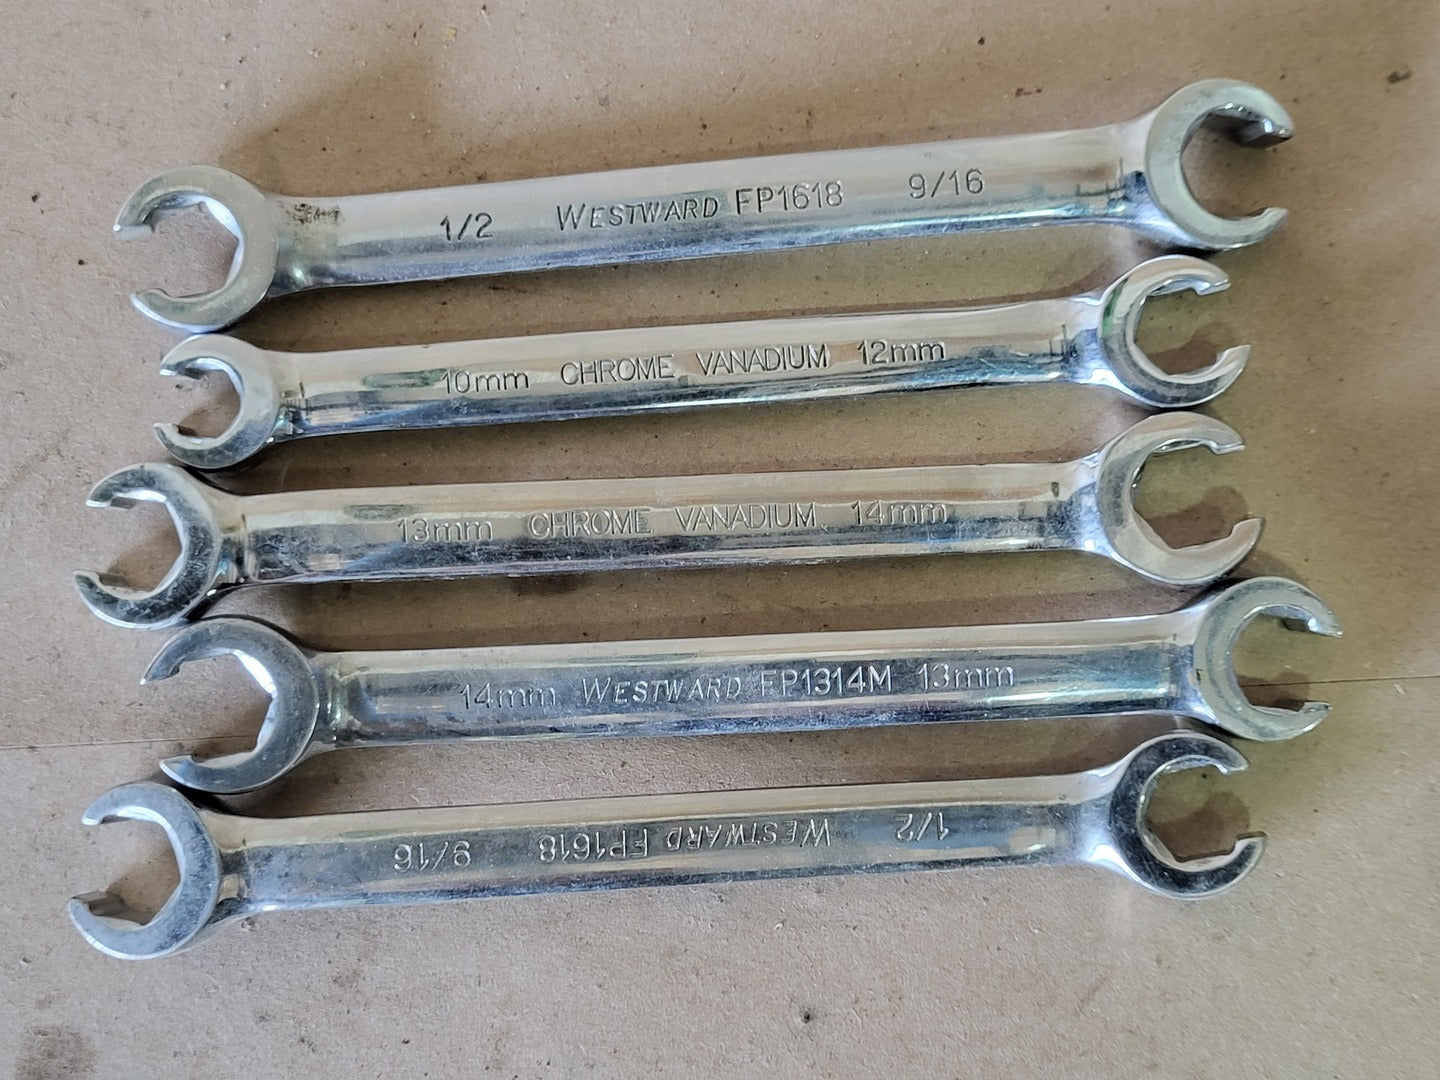 1/2 WESTWARD FP1618 9/16
10mm CHROME VANADIUM 12mm
13mm CHROME VANADIUM 14mm
14mm WESTWARD FP1314M 13mm
1/2 WESTWARD FP1618 9/16